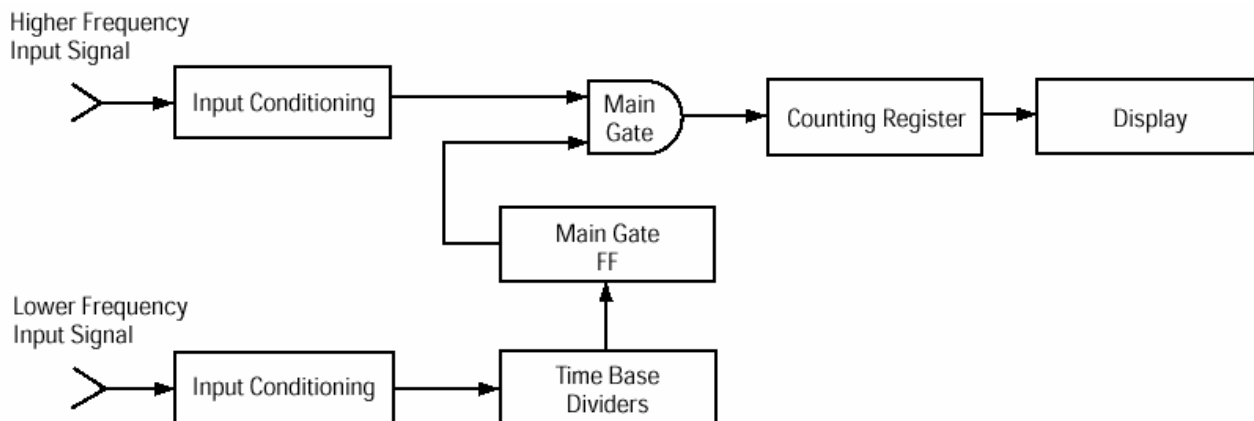 Higher Frequency
Input Signal
Input Conditioning
Main
Gate
Counting Register
Display
Main Gate
FF
Lower Frequency
Input Signal
Input Conditioning
Time Base
Dividers